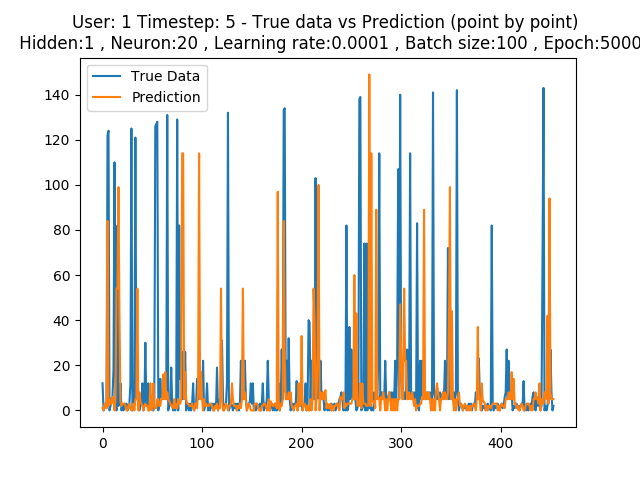 User: 1 Timestep: 5 - True data vs Prediction (point by point)
Hidden:1 , Neuron:20 , Learning rate:0.0001 , Batch size:100 , Epoch:5000
True Data
Prediction
140
120
100
80
60
40
20
0
0 100 200 300 400